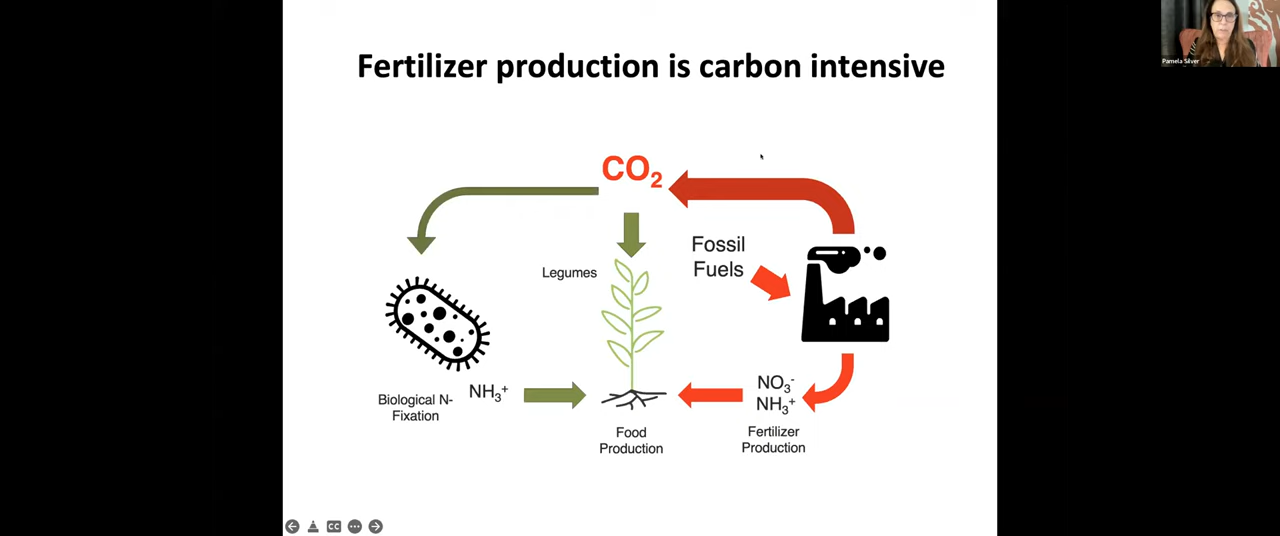 Fertilizer production is carbon intensive
Pamela Silver
CO₂
Fossil
Fuels
Legumes
NO₃⁻
NH₃⁺
NH₃⁺
Biological N-
Fixation
Food
Production
Fertilizer
Production
CC